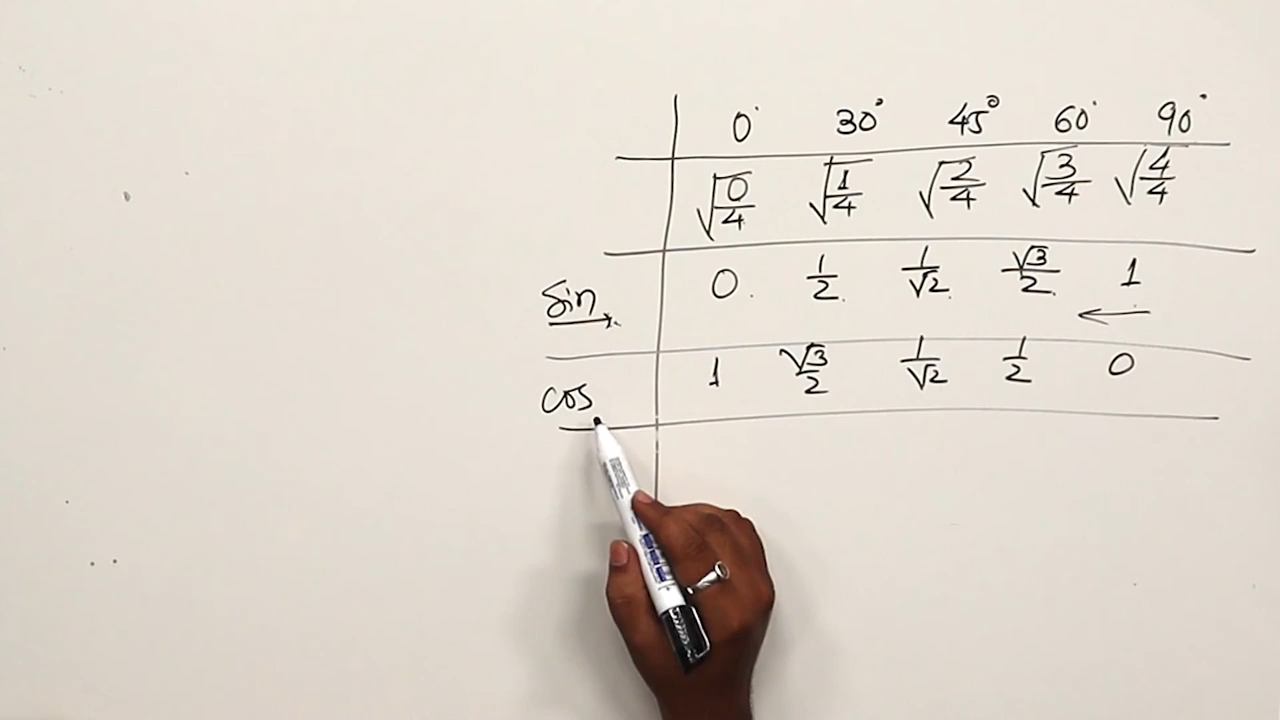 0° 30° 45° 60° 90°
√(0/4) √(1/4) √(2/4) √(3/4) √(4/4)
Sin 0 1/2 1/√2 √3/2 1
cos 1 √3/2 1/√2 1/2 0